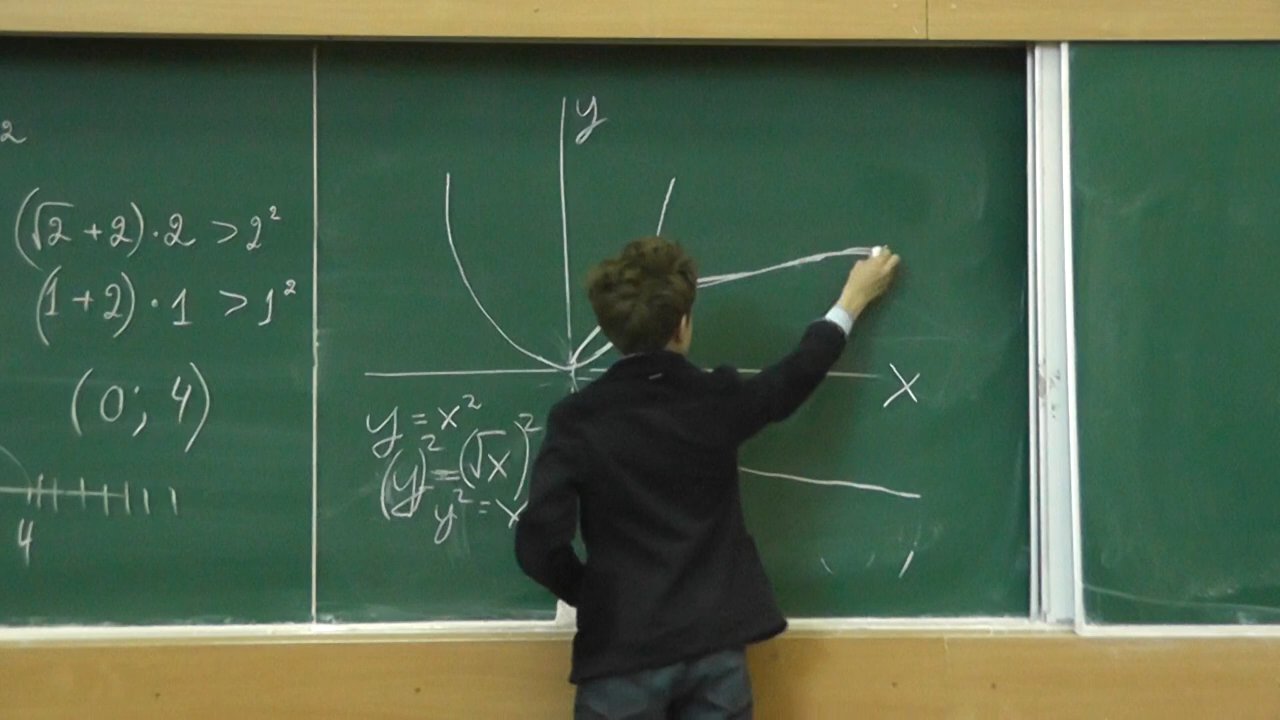 2
(√2 + 2) · 2 > 2²
(1 + 2) · 1 > 1²
(0; 4)
4
y
x
y = x²
(y)² = (√x)²
y² = x